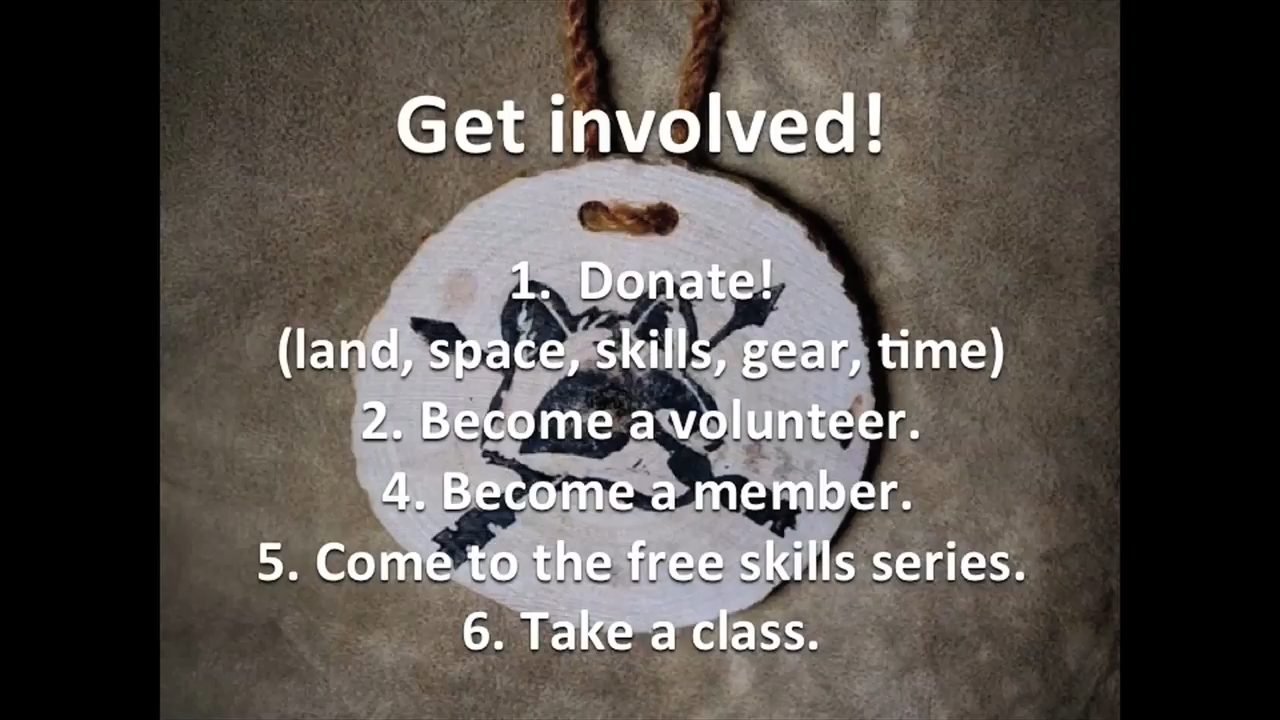 Get involved!
1. Donate!
(land, space, skills, gear, time)
2. Become a volunteer.
4. Become a member.
5. Come to the free skills series.
6. Take a class.